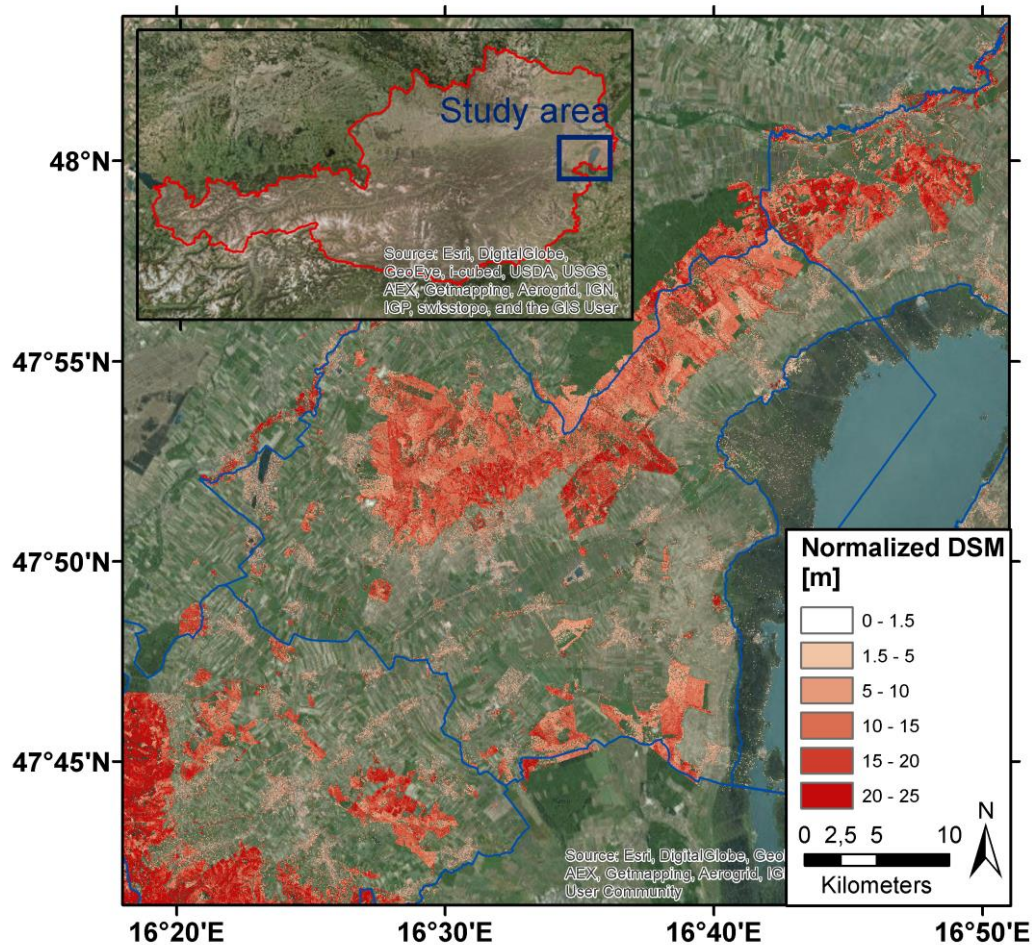 Study area
Source: Esri, DigitalGlobe,
GeoEye, i-cubed, USDA, USGS,
AEX, Getmapping, Aerogrid, IGN,
IGP, swisstopo, and the GIS User
48°N
47°55'N
47°50'N
47°45'N
Normalized DSM
[m]
0 - 1.5
1.5 - 5
5 - 10
10 - 15
15 - 20
20 - 25
N
0 2,5 5 10
Kilometers
Source: Esri, DigitalGlobe, GeoE
AEX, Getmapping, Aerogrid, IG
User Community
16°20'E 16°30'E 16°40'E 16°50'E